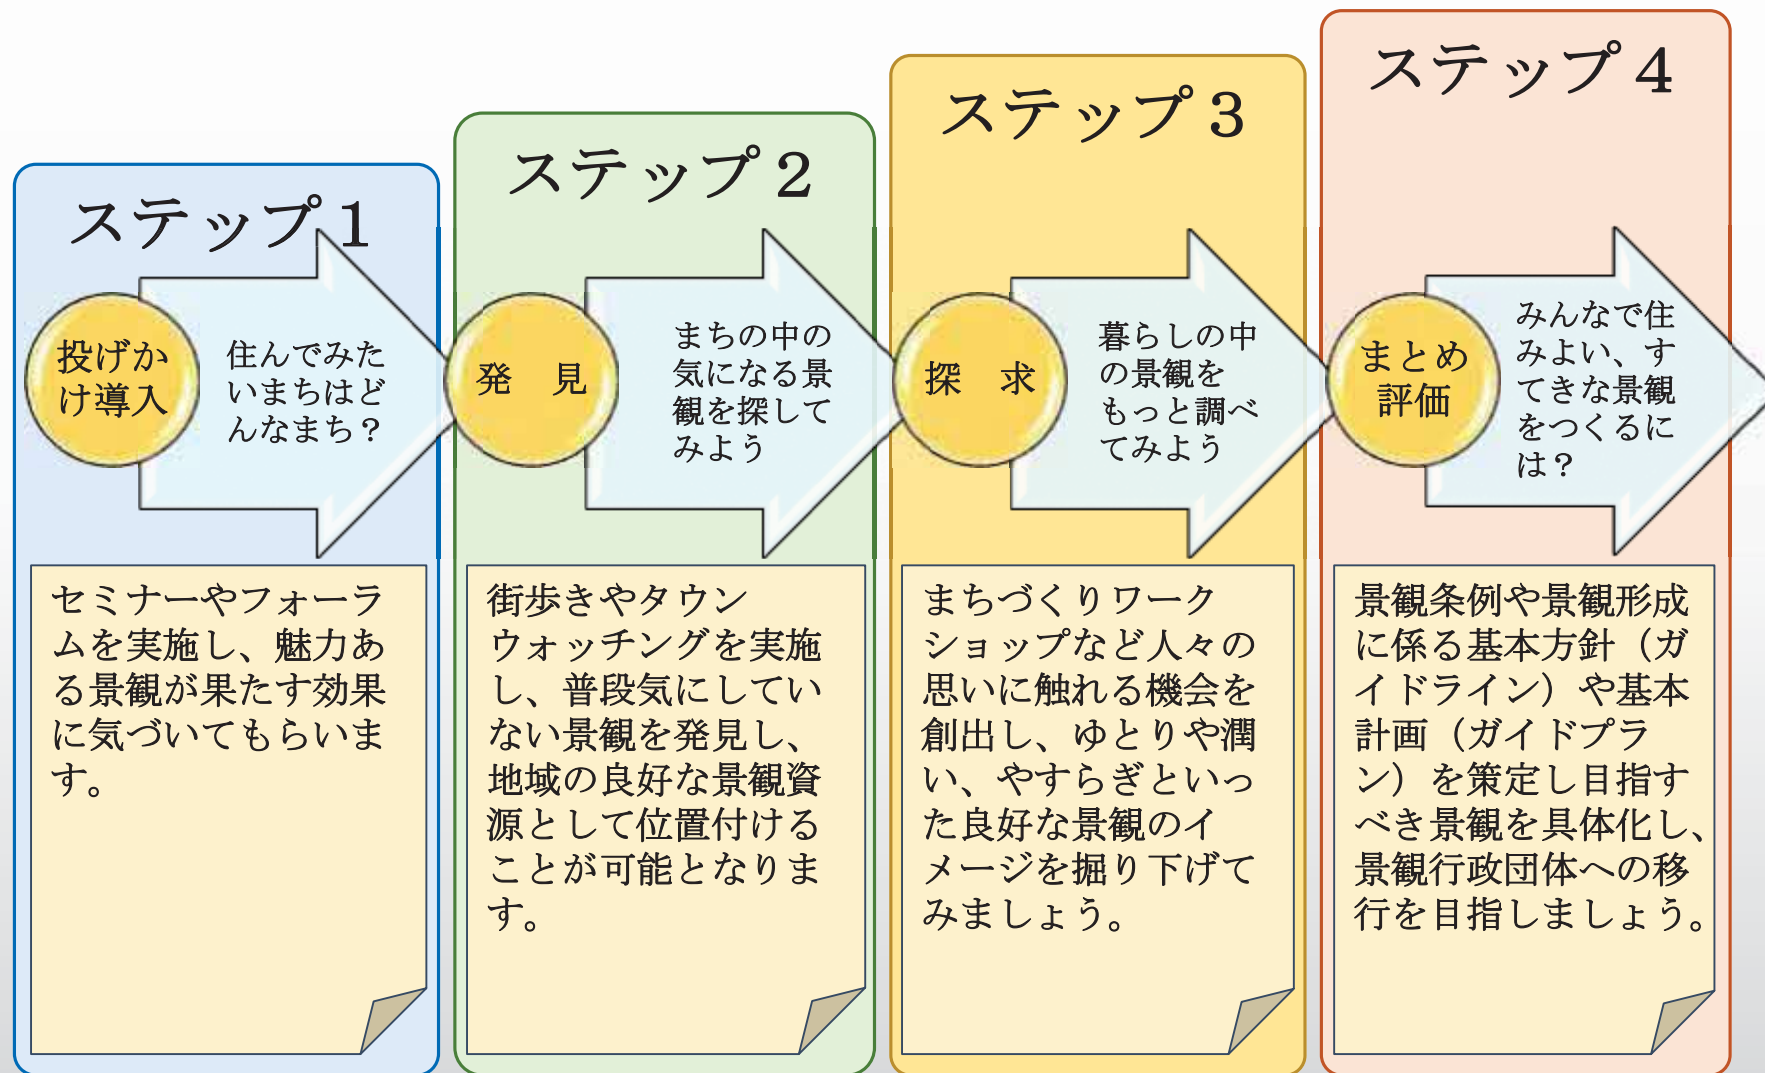 ステップ１
投げか
け導入
住んでみた
いまちはど
んなまち？
セミナーやフォーラ
ムを実施し、魅力あ
る景観が果たす効果
に気づいてもらいま
す。
ステップ２
発　見
まちの中の
気になる景
観を探して
みよう
街歩きやタウン
ウォッチングを実施
し、普段気にしてい
ない景観を発見し、
地域の良好な景観資
源として位置付ける
ことが可能となりま
す。
ステップ３
探　求
暮らしの中
の景観を
もっと調べ
てみよう
まちづくりワーク
ショップなど人々の
思いに触れる機会を
創出し、ゆとりや潤
い、やすらぎといっ
た良好な景観のイ
メージを掘り下げて
みましょう。
ステップ４
まとめ
評価
みんなで住
みよい、す
てきな景観
をつくるに
は？
景観条例や景観形成
に係る基本方針（ガ
イドライン）や基本
計画（ガイドプラ
ン）を策定し目指す
べき景観を具体化し、
景観行政団体への移
行を目指しましょう。